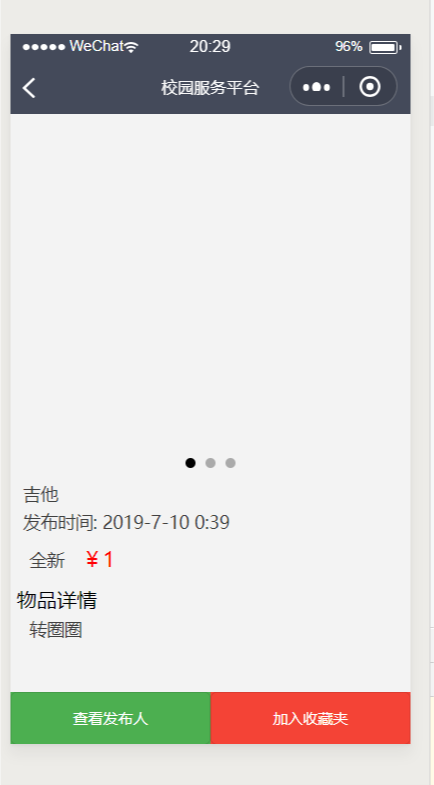 ●●●●● WeChat 20:29 96%
校园服务平台
吉他
发布时间: 2019-7-10 0:39
全新 ¥ 1
物品详情
转圈圈
查看发布人 加入收藏夹